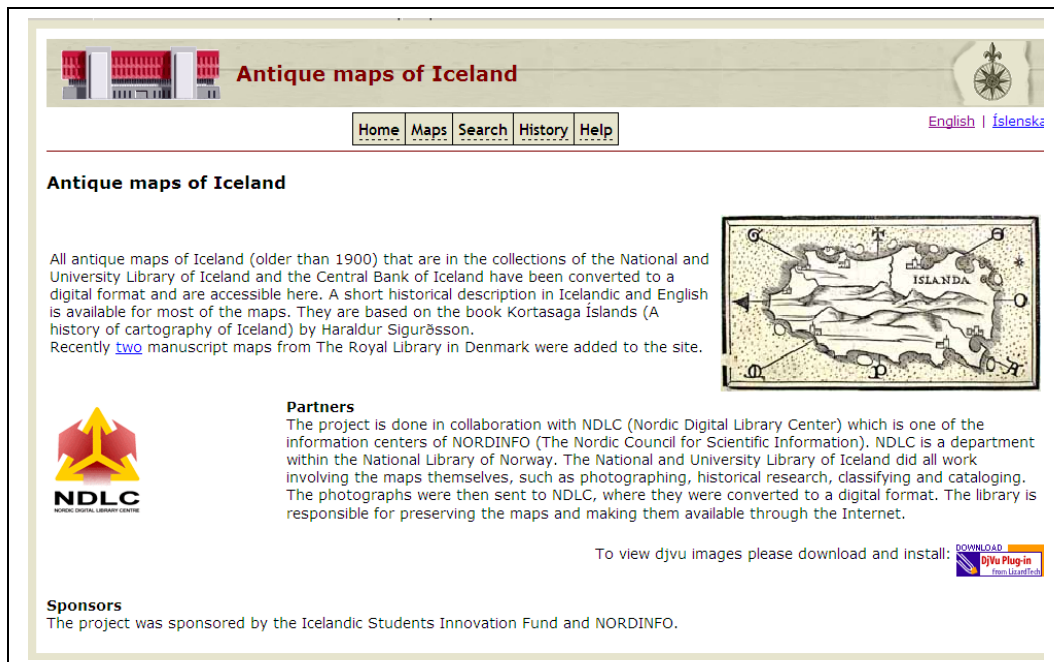 Antique maps of Iceland
Home Maps Search History Help
English | Íslenska
Antique maps of Iceland
All antique maps of Iceland (older than 1900) that are in the collections of the National and
University Library of Iceland and the Central Bank of Iceland have been converted to a
digital format and are accessible here. A short historical description in Icelandic and English
is available for most of the maps. They are based on the book Kortasaga Íslands (A
history of cartography of Iceland) by Haraldur Sigurðsson.
Recently two manuscript maps from The Royal Library in Denmark were added to the site.
ISLANDA
Partners
The project is done in collaboration with NDLC (Nordic Digital Library Center) which is one of the
information centers of NORDINFO (The Nordic Council for Scientific Information). NDLC is a department
within the National Library of Norway. The National and University Library of Iceland did all work
involving the maps themselves, such as photographing, historical research, classifying and cataloging.
The photographs were then sent to NDLC, where they were converted to a digital format. The library is
responsible for preserving the maps and making them available through the Internet.
NDLC
NORDIC DIGITAL LIBRARY CENTRE
To view djvu images please download and install:
DOWNLOAD
DjVu Plug-in
from LizardTech
Sponsors
The project was sponsored by the Icelandic Students Innovation Fund and NORDINFO.